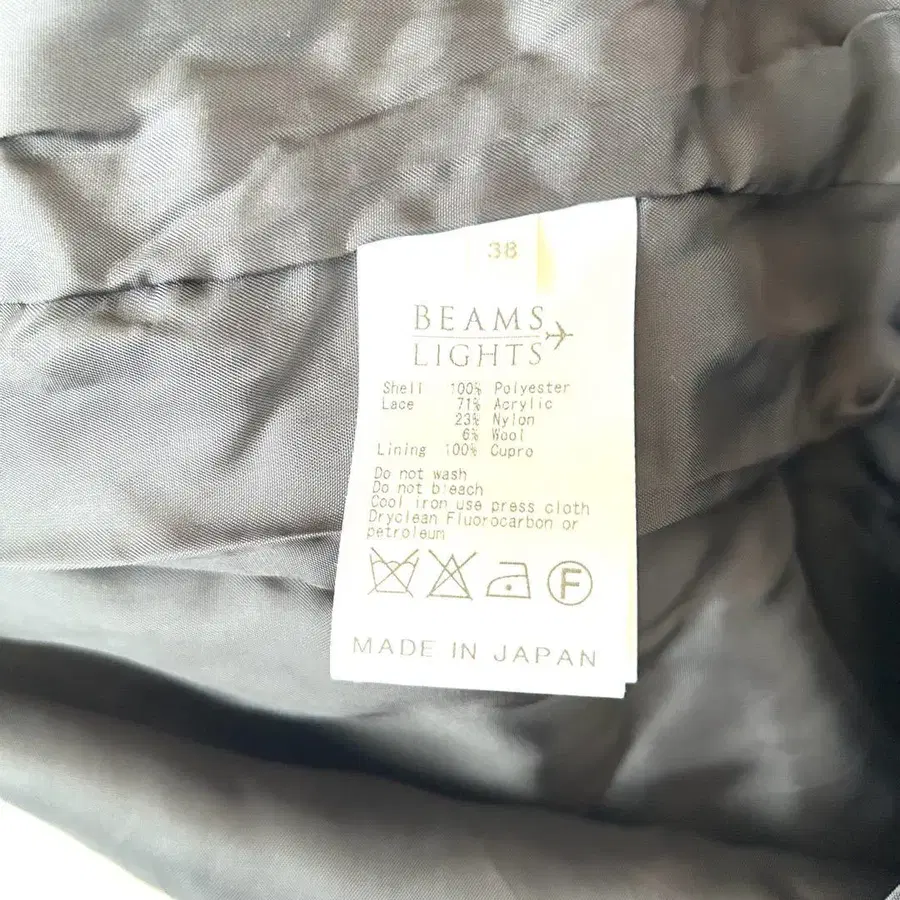 38
BEAMS
LIGHTS
Shell 100% Polyester
Lace 71% Acrylic
23% Nylon
6% Wool
Lining 100% Cupro
Do not wash
Do not bleach
Cool iron use press cloth
Dryclean Fluorocarbon or
petroleum
F
MADE IN JAPAN